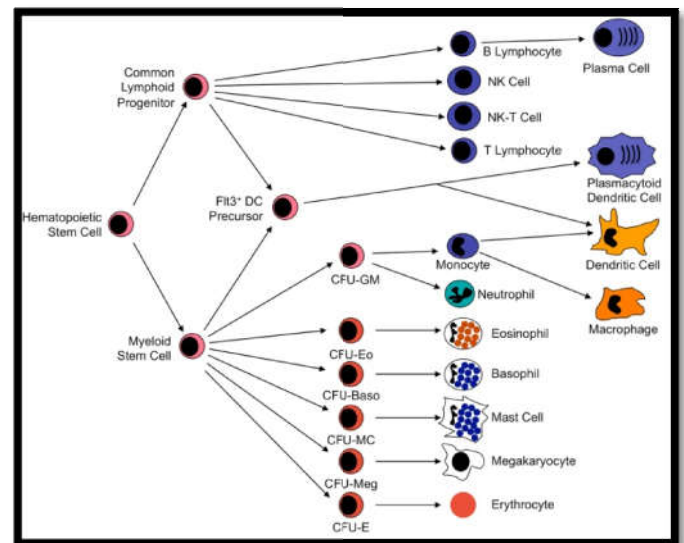 B Lymphocyte
Plasma Cell
Common
Lymphoid
Progenitor
NK Cell
NK-T Cell
T Lymphocyte
Plasmacytoid
Dendritic Cell
Flt3+ DC
Precursor
Hematopoietic
Stem Cell
CFU-GM
Monocyte
Dendritic Cell
Neutrophil
Macrophage
Myeloid
Stem Cell
CFU-Eo
Eosinophil
CFU-Baso
Basophil
CFU-MC
Mast Cell
CFU-Meg
Megakaryocyte
CFU-E
Erythrocyte